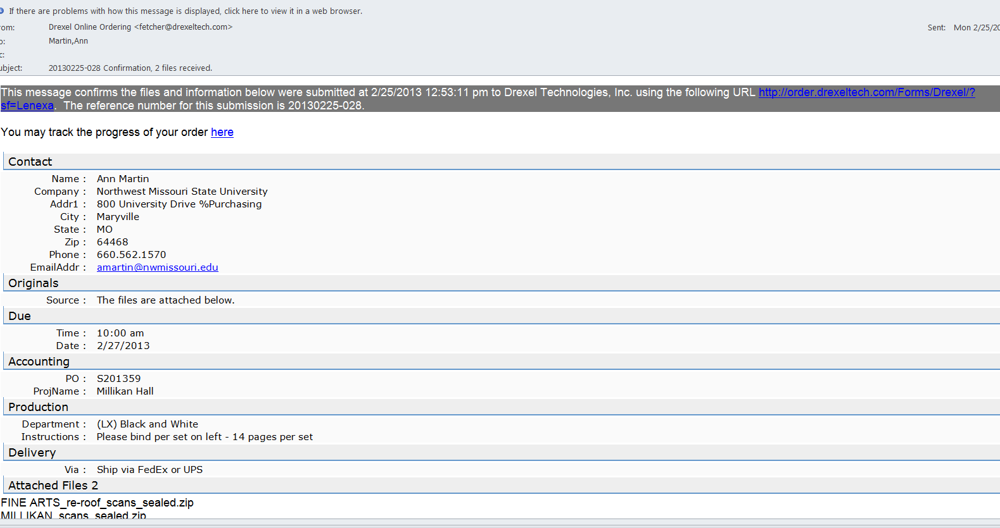 If there are problems with how this message is displayed, click here to view it in a web browser.
rom: Drexel Online Ordering <fetcher@drexeltech.com> Sent: Mon 2/25/20
o: Martin,Ann
c:
ubject: 20130225-028 Confirmation, 2 files received.
This message confirms the files and information below were submitted at 2/25/2013 12:53:11 pm to Drexel Technologies, Inc. using the following URL http://order.drexeltech.com/Forms/Drexel/?
sf=Lenexa. The reference number for this submission is 20130225-028.
You may track the progress of your order here
Contact
Name : Ann Martin
Company : Northwest Missouri State University
Addr1 : 800 University Drive %Purchasing
City : Maryville
State : MO
Zip : 64468
Phone : 660.562.1570
EmailAddr : amartin@nwmissouri.edu
Originals
Source : The files are attached below.
Due
Time : 10:00 am
Date : 2/27/2013
Accounting
PO : S201359
ProjName : Millikan Hall
Production
Department : (LX) Black and White
Instructions : Please bind per set on left - 14 pages per set
Delivery
Via : Ship via FedEx or UPS
Attached Files 2
FINE ARTS_re-roof_scans_sealed.zip
MILLIKAN_scans_sealed.zip